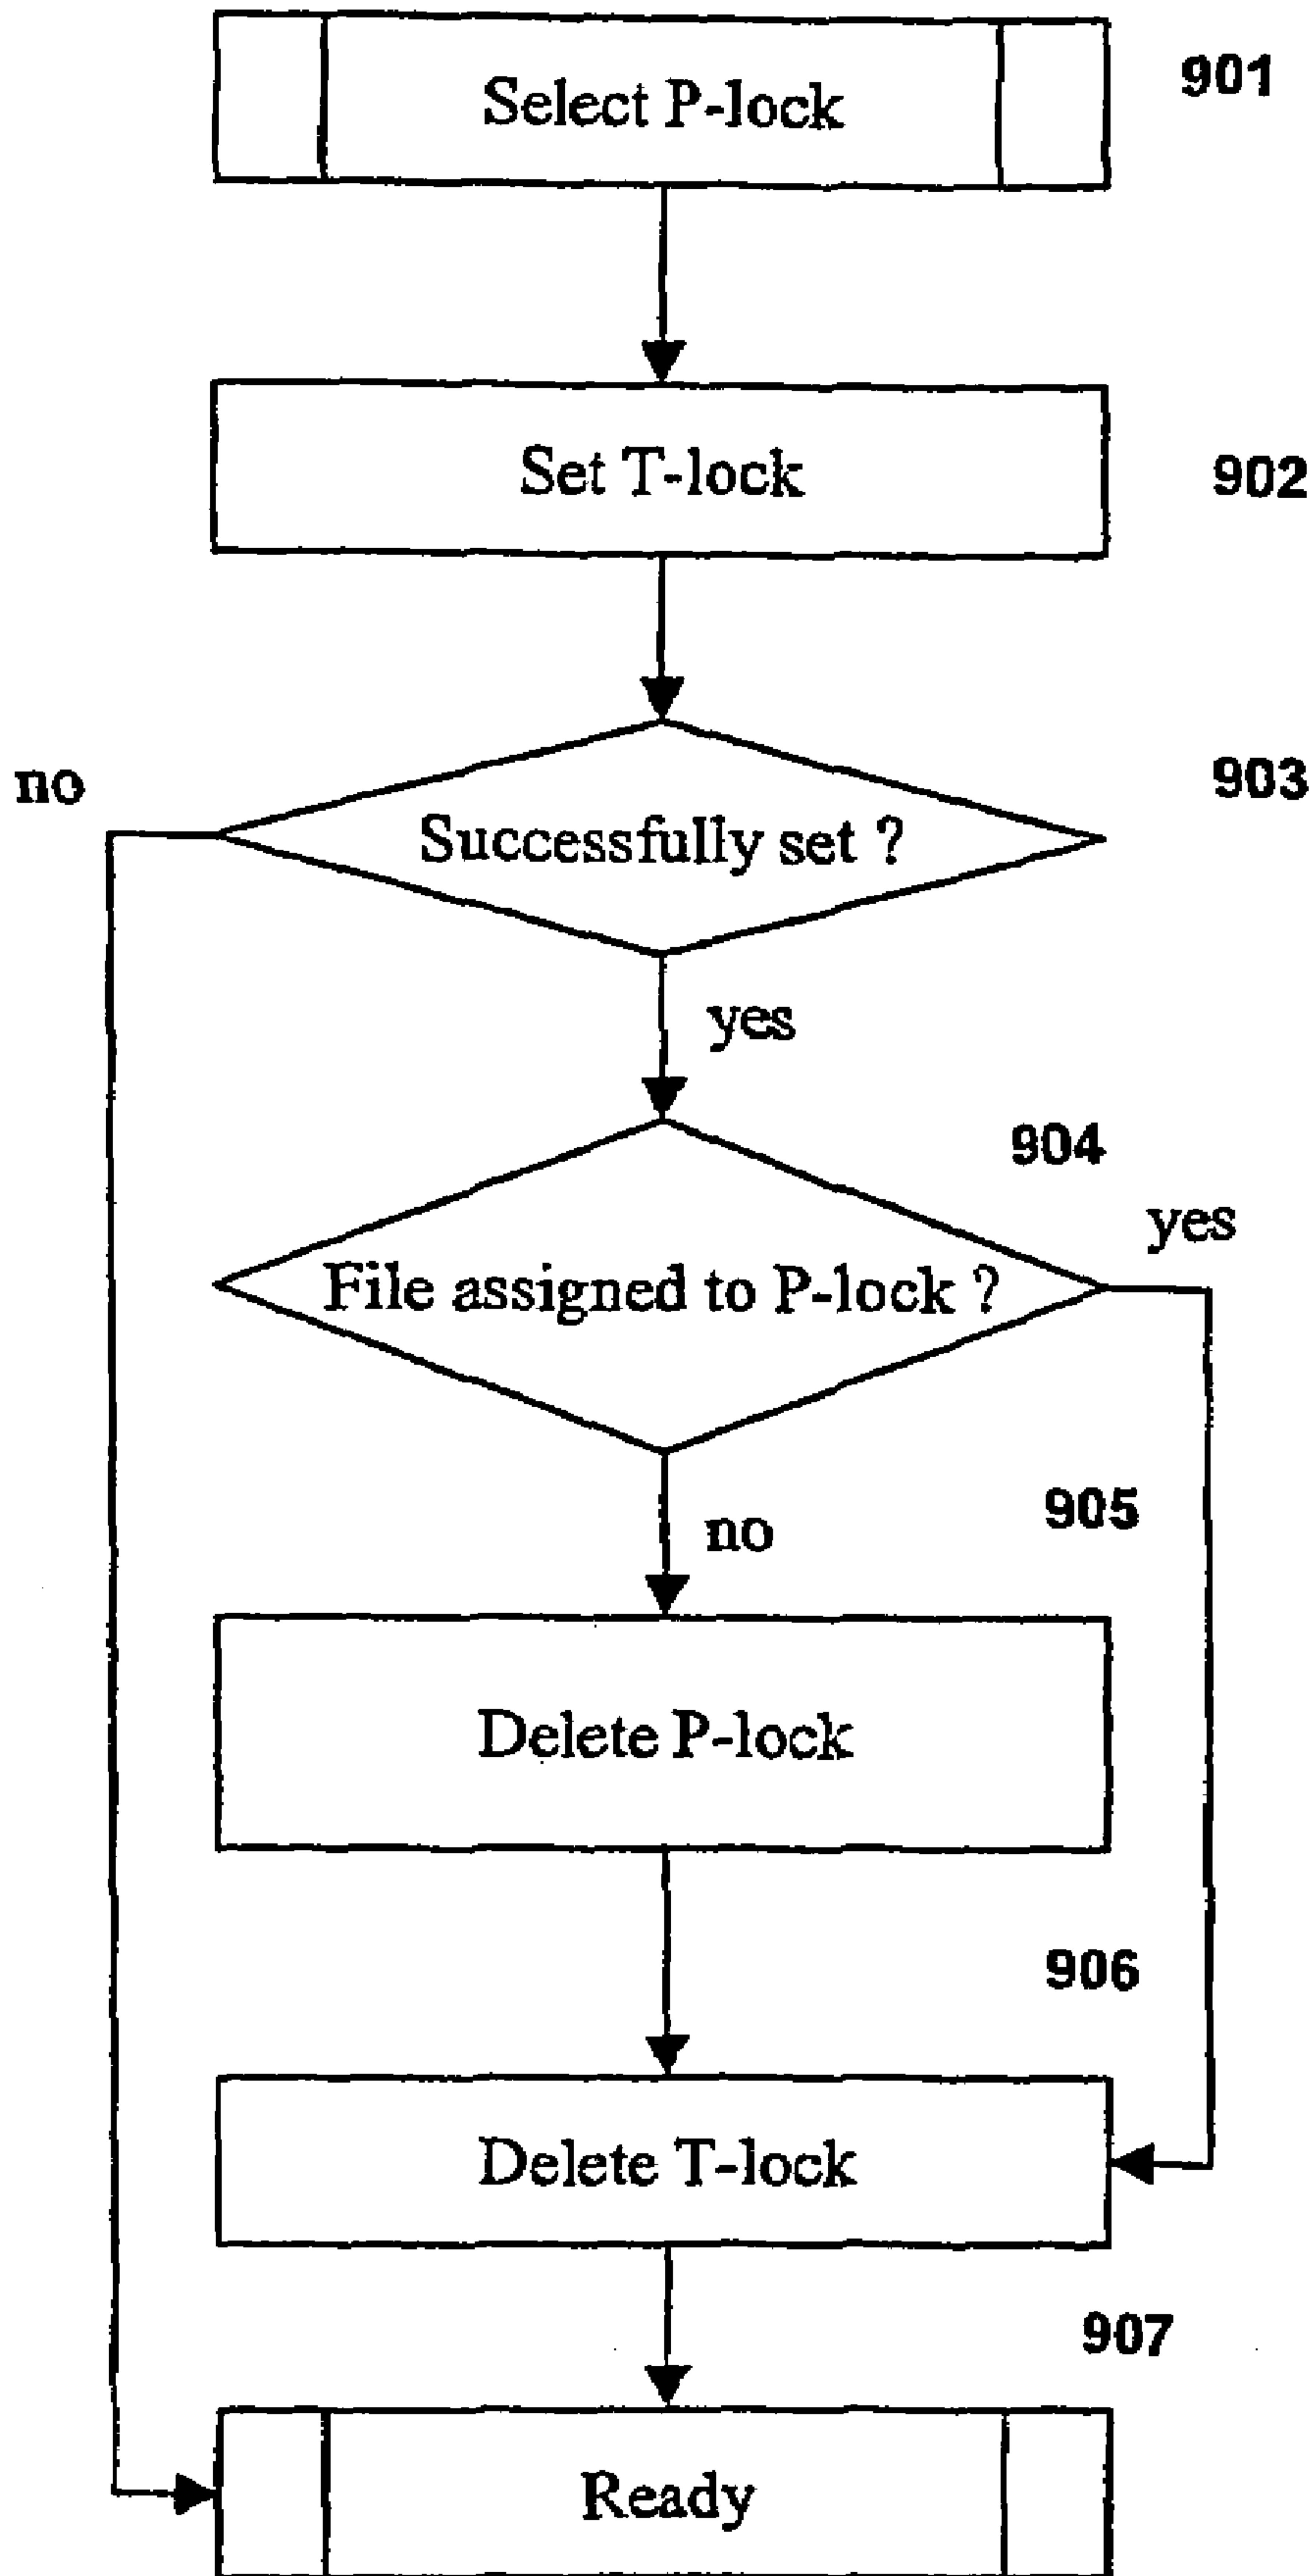 Select P-lock
901
Set T-lock
902
no
903
Successfully set ?
yes
904
yes
File assigned to P-lock ?
905
no
Delete P-lock
906
Delete T-lock
907
Ready